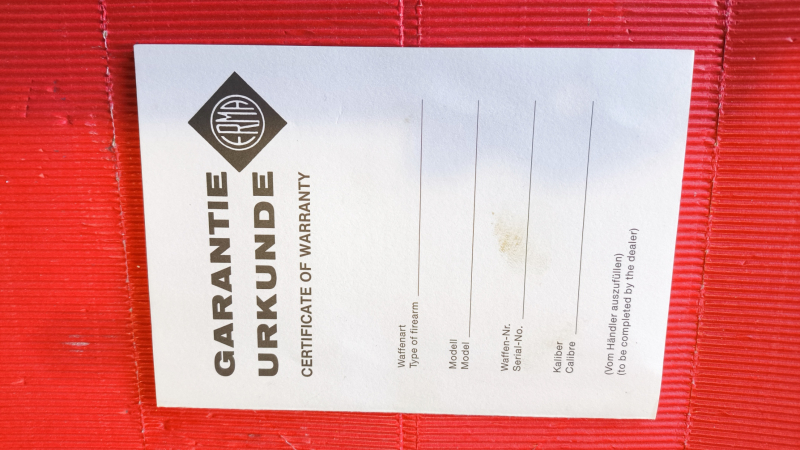 GARANTIE
URKUNDE
ERMA
CERTIFICATE OF WARRANTY
Waffenart
Type of firearm
Modell
Model
Waffen-Nr.
Serial-No.
Kaliber
Calibre
(Vom Händler auszufüllen)
(to be completed by the dealer)